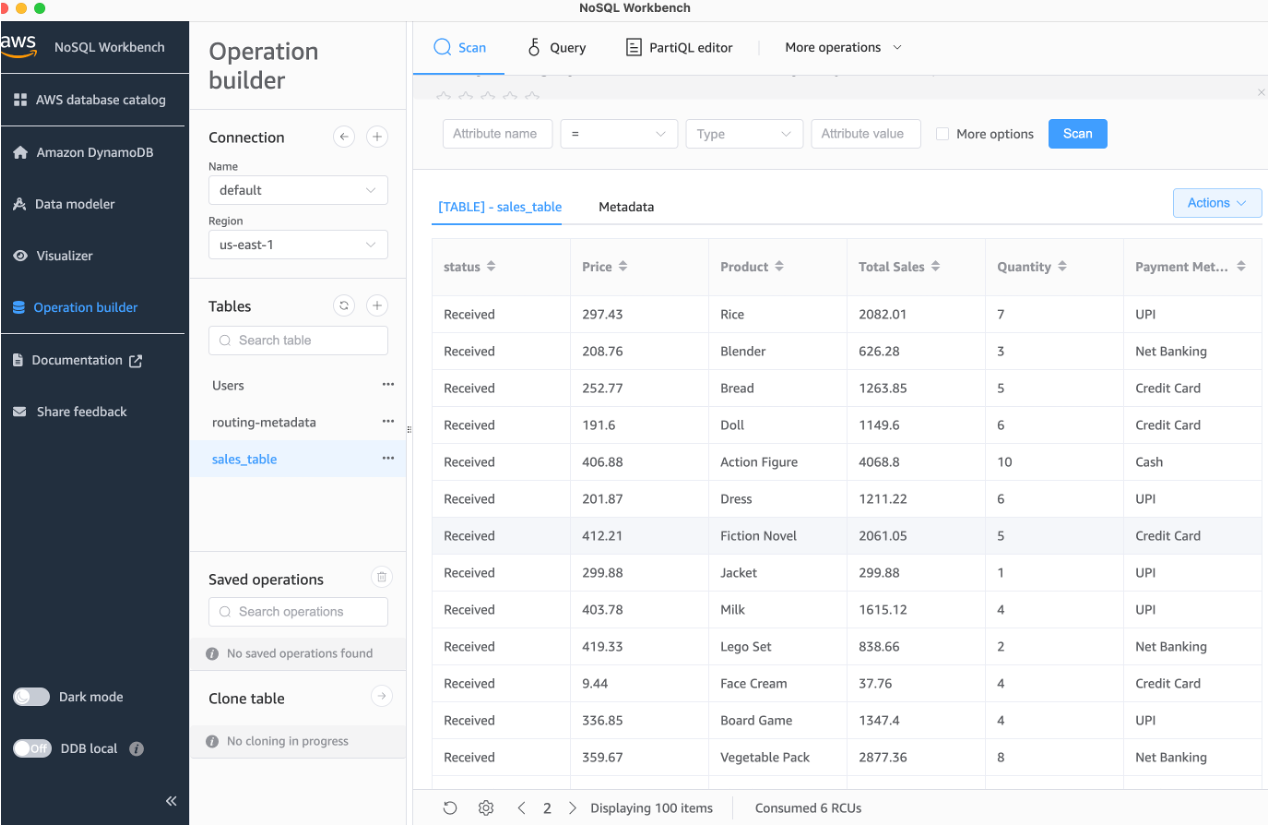 NoSQL Workbench
aws
NoSQL Workbench
AWS database catalog
Amazon DynamoDB
Data modeler
Visualizer
Operation builder
Documentation
Share feedback
Dark mode
Off
DDB local
Operation
builder
Connection
Name
default
Region
us-east-1
Tables
Search table
Users
routing-metadata
sales_table
Saved operations
Search operations
No saved operations found
Clone table
No cloning in progress
Scan Query PartiQL editor More operations
Attribute name = Type Attribute value More options Scan
[TABLE] - sales_table Metadata Actions
status Price Product Total Sales Quantity Payment Met...
Received 297.43 Rice 2082.01 7 UPI
Received 208.76 Blender 626.28 3 Net Banking
Received 252.77 Bread 1263.85 5 Credit Card
Received 191.6 Doll 1149.6 6 Credit Card
Received 406.88 Action Figure 4068.8 10 Cash
Received 201.87 Dress 1211.22 6 UPI
Received 412.21 Fiction Novel 2061.05 5 Credit Card
Received 299.88 Jacket 299.88 1 UPI
Received 403.78 Milk 1615.12 4 UPI
Received 419.33 Lego Set 838.66 2 Net Banking
Received 9.44 Face Cream 37.76 4 Credit Card
Received 336.85 Board Game 1347.4 4 UPI
Received 359.67 Vegetable Pack 2877.36 8 Net Banking
2 Displaying 100 items Consumed 6 RCUs